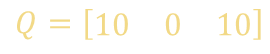 Q = [10 0 10]